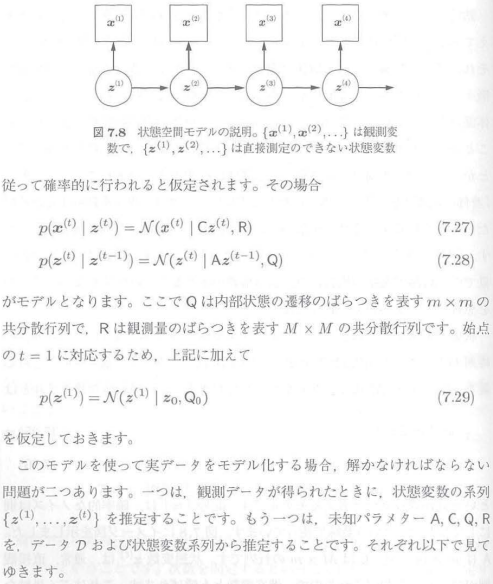 x^(1) x^(2) x^(3) x^(4)
z^(1) z^(2) z^(3) z^(4)
図 7.8 状態空間モデルの説明。{x^(1), x^(2), ...} は観測変
数で，{z^(1), z^(2), ...} は直接測定のできない状態変数
従って確率的に行われると仮定されます。その場合
p(x^(t) | z^(t)) = N(x^(t) | Cz^(t), R) (7.27)
p(z^(t) | z^(t-1)) = N(z^(t) | Az^(t-1), Q) (7.28)
がモデルとなります。ここで Q は内部状態の遷移のばらつきを表す m × m の
共分散行列で，R は観測量のばらつきを表す M × M の共分散行列です。始点
の t = 1 に対応するため，上記に加えて
p(z^(1)) = N(z^(1) | z_0, Q_0) (7.29)
を仮定しておきます。
このモデルを使って実データをモデル化する場合，解かなければならない
問題が二つあります。一つは，観測データが得られたときに，状態変数の系列
{z^(1), ..., z^(t)} を推定することです。もう一つは，未知パラメター A, C, Q, R
を，データ D および状態変数系列から推定することです。それぞれ以下で見て
ゆきます。